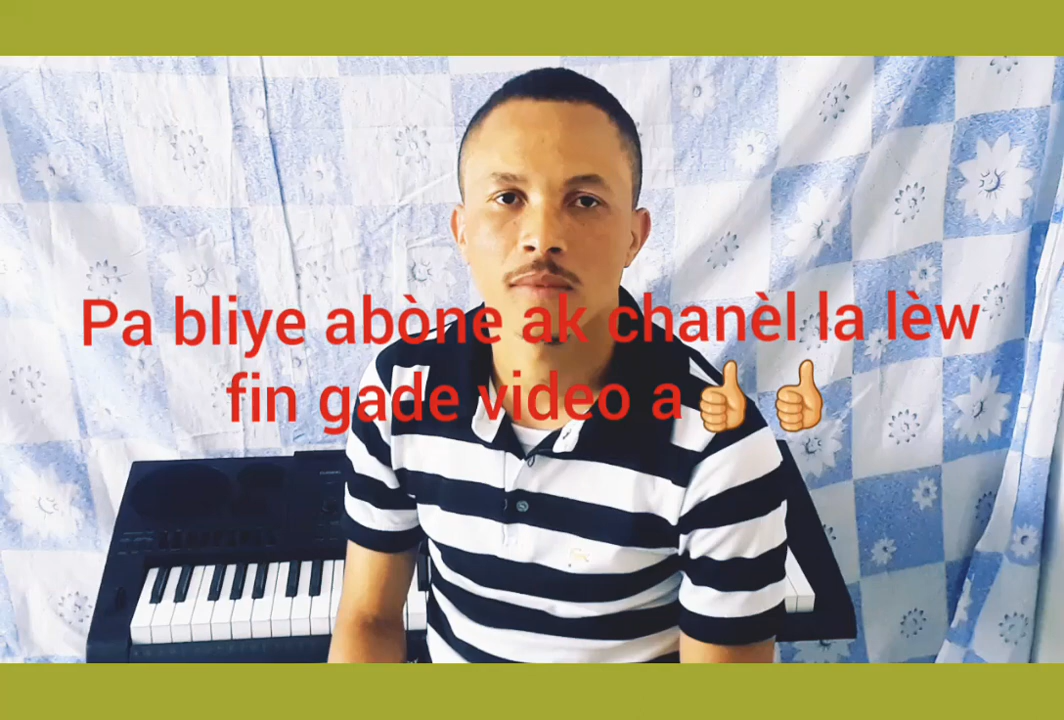 Pa bliye abòne ak chanèl la lèw
fin gade video a👍👍